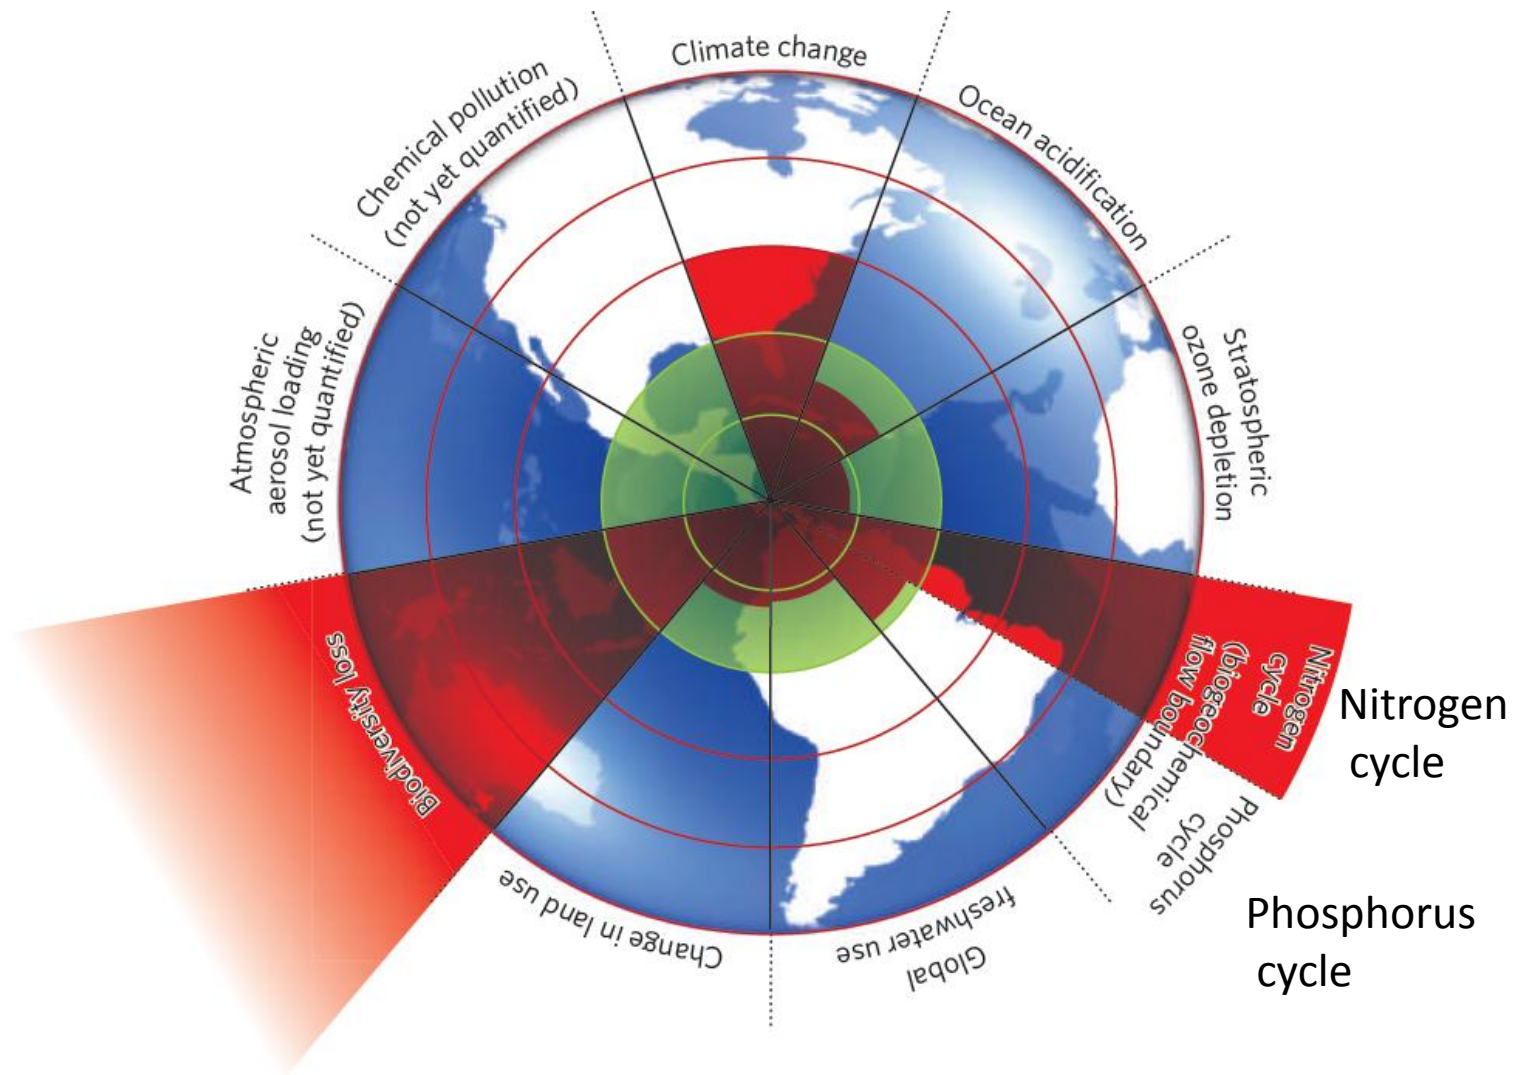 Climate change
Ocean acidification
Stratospheric
ozone depletion
Nitrogen
cycle
(biogeochemical
flow boundary)
Phosphorus
cycle
Nitrogen
cycle
Phosphorus
cycle
Global
freshwater use
Change in land use
Biodiversity loss
Atmospheric
aerosol loading
(not yet quantified)
Chemical pollution
(not yet quantified)